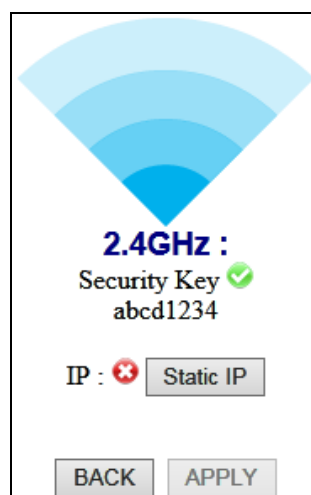 2.4GHz :
Security Key
abcd1234
IP : Static IP
BACK APPLY